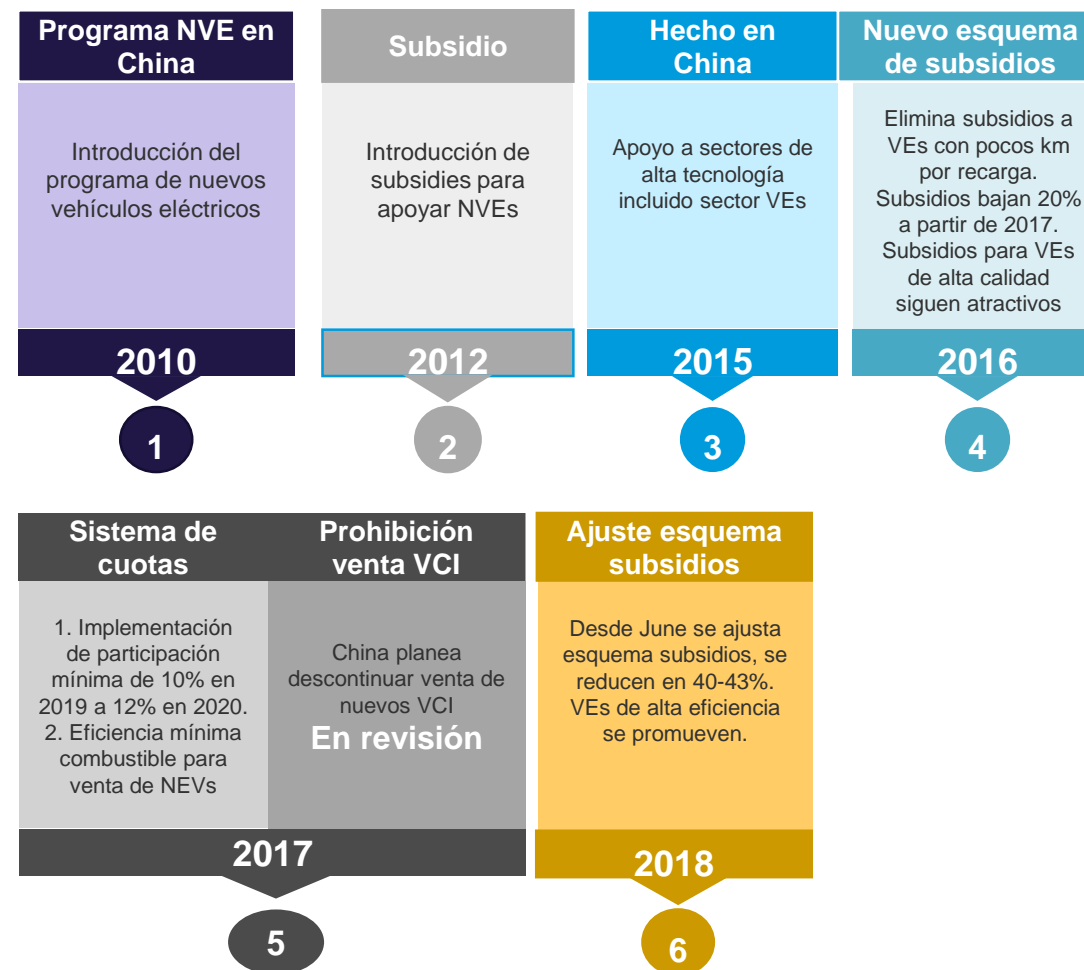 Programa NVE en
China
Introducción del
programa de nuevos
vehículos eléctricos
2010
1
Subsidio
Introducción de
subsidies para
apoyar NVEs
2012
2
Hecho en
China
Apoyo a sectores de
alta tecnología
incluido sector VEs
2015
3
Nuevo esquema
de subsidios
Elimina subsidios a
VEs con pocos km
por recarga.
Subsidios bajan 20%
a partir de 2017.
Subsidios para VEs
de alta calidad
siguen atractivos
2016
4
Sistema de
cuotas
1. Implementación
de participación
mínima de 10% en
2019 a 12% en 2020.
2. Eficiencia mínima
combustible para
venta de NEVs
Prohibición
venta VCI
China planea
descontinuar venta de
nuevos VCI
En revisión
2017
5
Ajuste esquema
subsidios
Desde June se ajusta
esquema subsidios, se
reducen en 40-43%.
VEs de alta eficiencia
se promueven.
2018
6